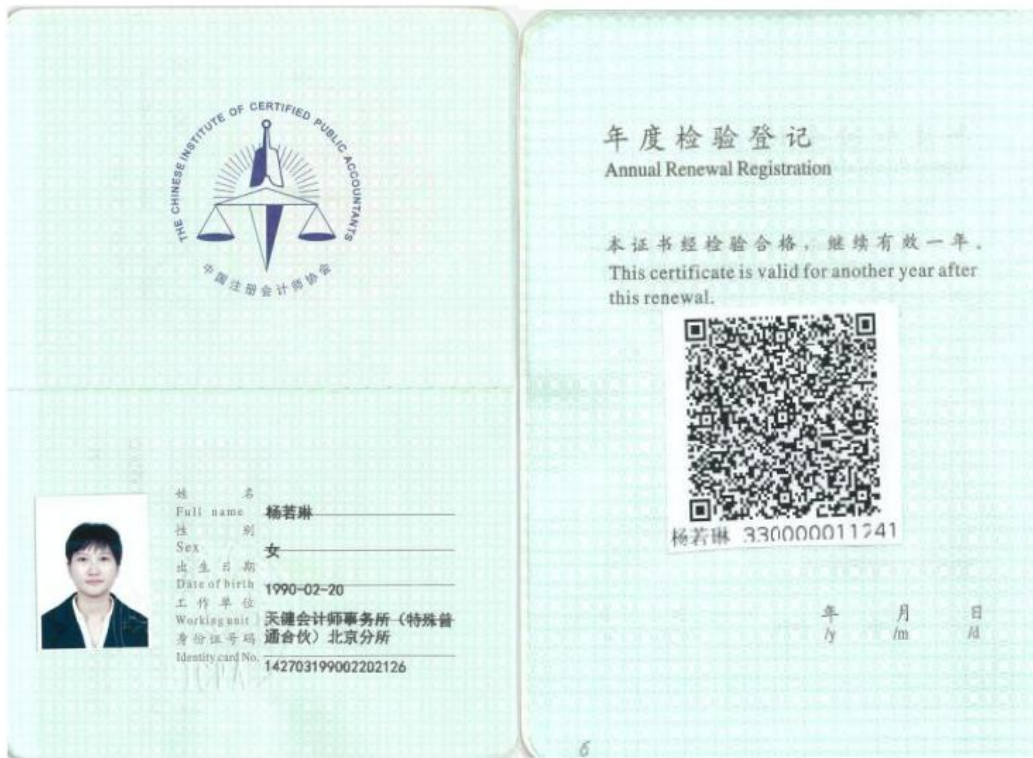 THE CHINESE INSTITUTE OF CERTIFIED PUBLIC ACCOUNTANTS
中国注册会计师协会
姓 名
Full name 杨若琳
性 别
Sex 女
出生日期
Date of birth 1990-02-20
工作单位
Working unit 天健会计师事务所（特殊普
通合伙）北京分所
身份证号码
Identity card No. 142703199002202126
年度检验登记
Annual Renewal Registration
本证书经检验合格，继续有效一年。
This certificate is valid for another year after
this renewal.
杨若琳 330000011241
年 月 日
/y /m /d
6